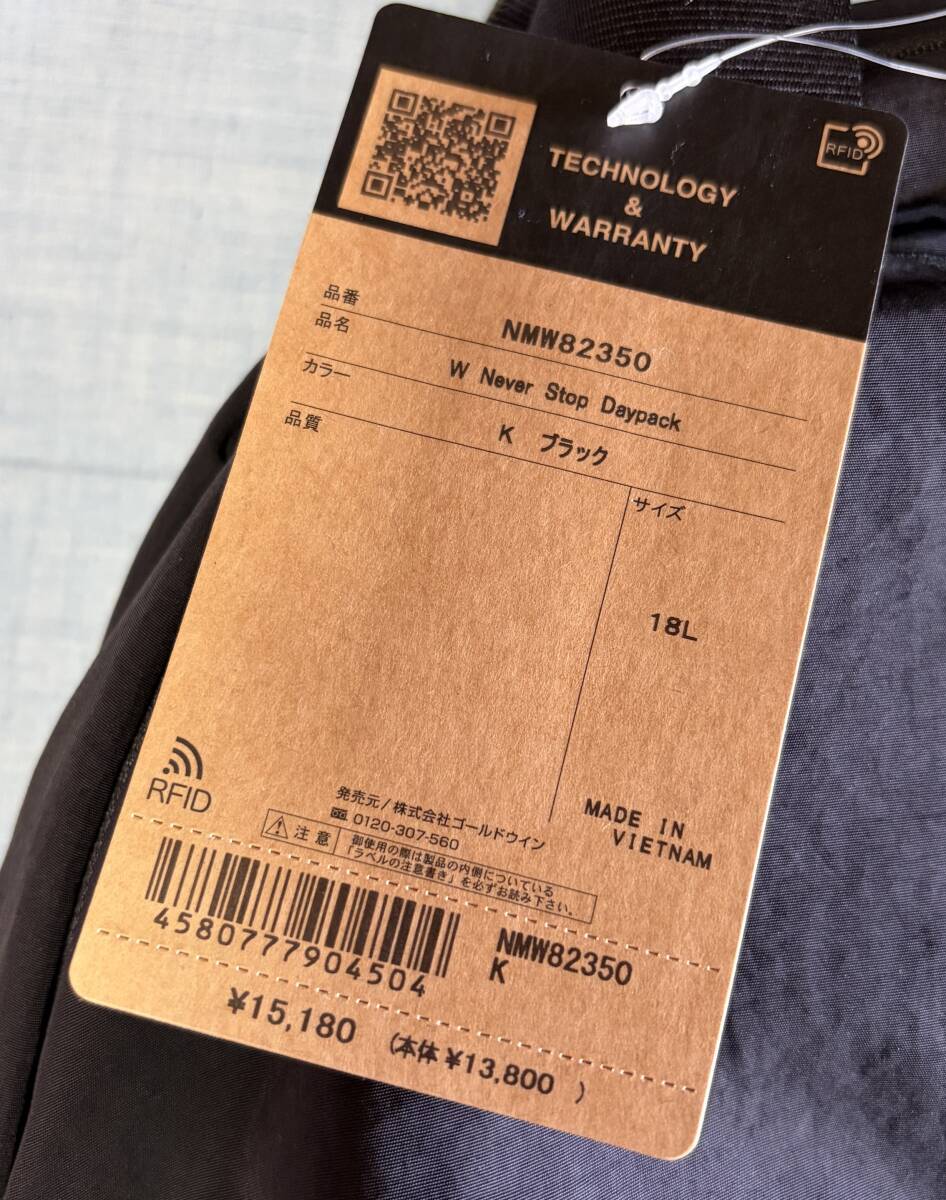 TECHNOLOGY
&
WARRANTY
RFID
品番 NMW82350
品名 W Never Stop Daypack
カラー K ブラック
品質
サイズ
18L
RFID
発売元/株式会社ゴールドウイン
0120-307-560
MADE IN
VIETNAM
注意
御使用の際は製品の内側についている
「ラベルの注意書き」を必ずお読み下さい。
4580777904504
NMW82350
K
¥15,180 (本体¥13,800 )